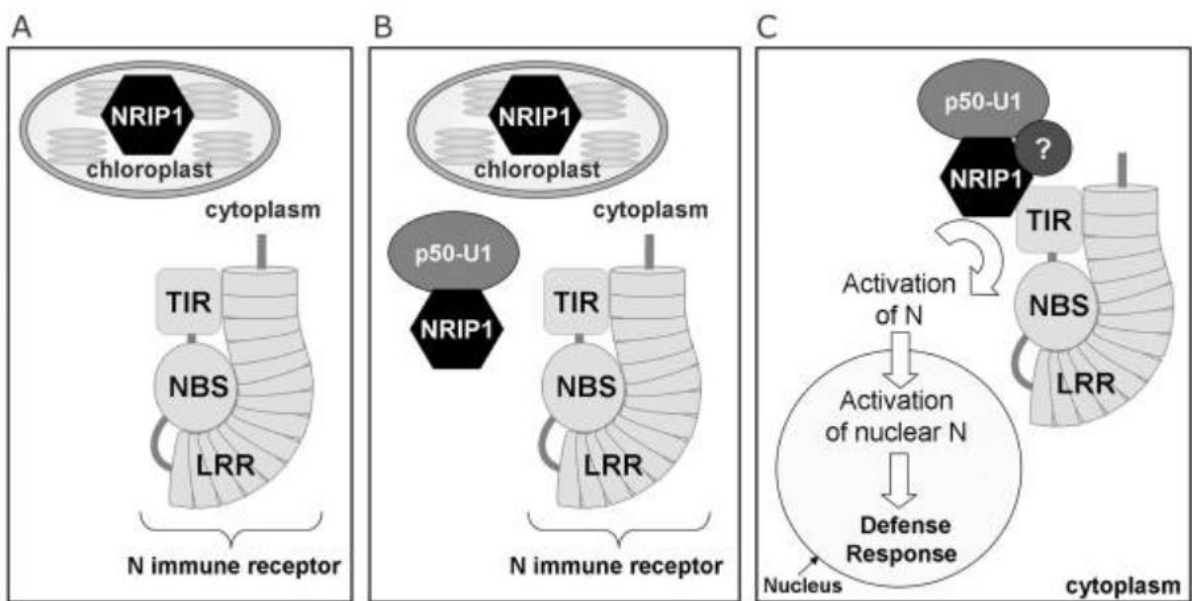 A
NRIP1
chloroplast
cytoplasm
TIR
NBS
LRR
N immune receptor
B
NRIP1
chloroplast
cytoplasm
p50-U1
NRIP1
TIR
NBS
LRR
N immune receptor
C
p50-U1
?
NRIP1
TIR
NBS
LRR
Activation
of N
Activation
of nuclear N
Defense
Response
Nucleus
cytoplasm